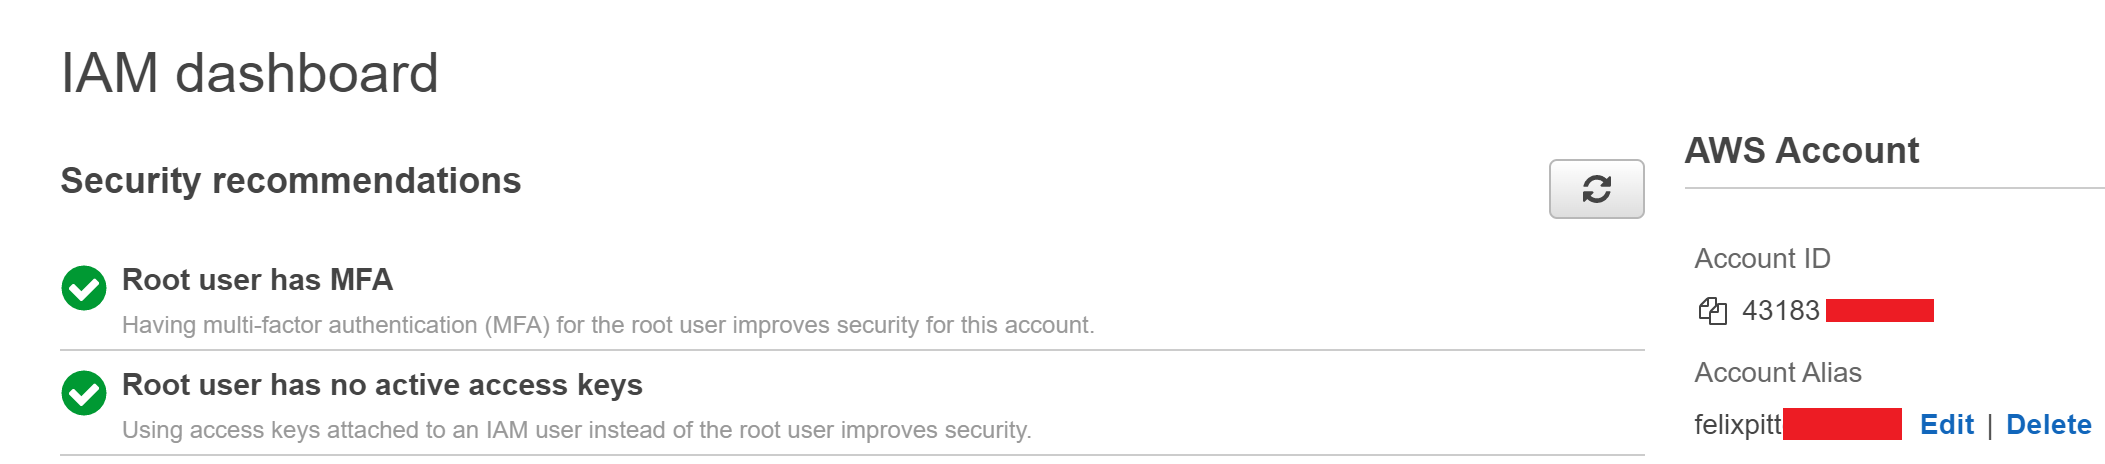 IAM dashboard
Security recommendations
Root user has MFA
Having multi-factor authentication (MFA) for the root user improves security for this account.
Root user has no active access keys
Using access keys attached to an IAM user instead of the root user improves security.
AWS Account
Account ID
43183
Account Alias
felixpitt Edit | Delete